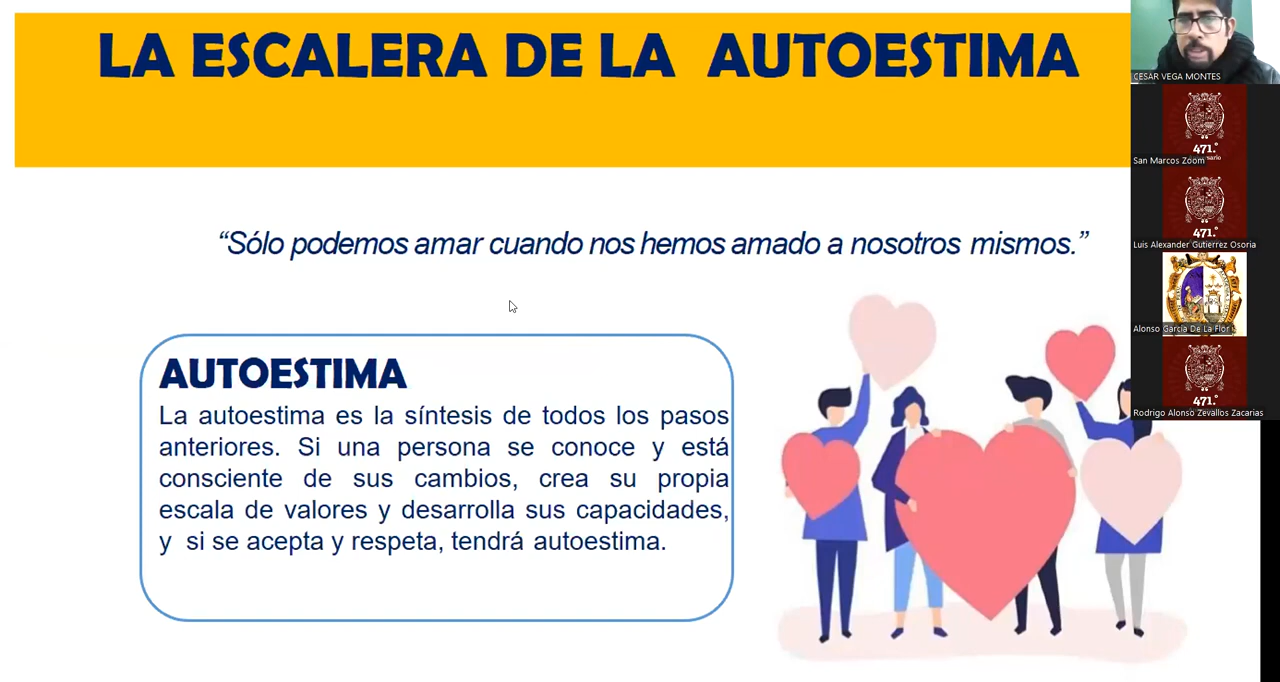 LA ESCALERA DE LA AUTOESTIMA
“Sólo podemos amar cuando nos hemos amado a nosotros mismos.”
AUTOESTIMA
La autoestima es la síntesis de todos los pasos
anteriores. Si una persona se conoce y está
consciente de sus cambios, crea su propia
escala de valores y desarrolla sus capacidades,
y si se acepta y respeta, tendrá autoestima.
CESAR VEGA MONTES
471.°
San Marcos Zoom
471.°
Luis Alexander Gutierrez Osoria
Alonso García De La Flor
471.°
Rodrigo Alonso Zevallos Zacarias